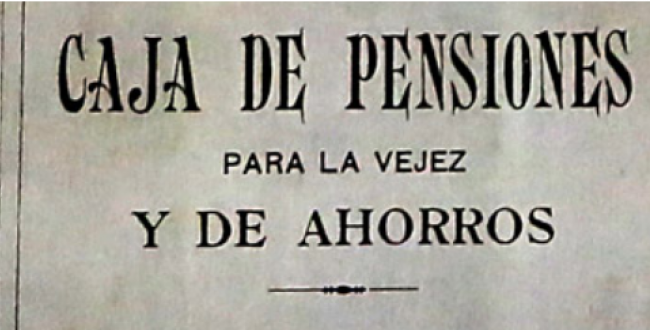 CAJA DE PENSIONES
PARA LA VEJEZ
Y DE AHORROS